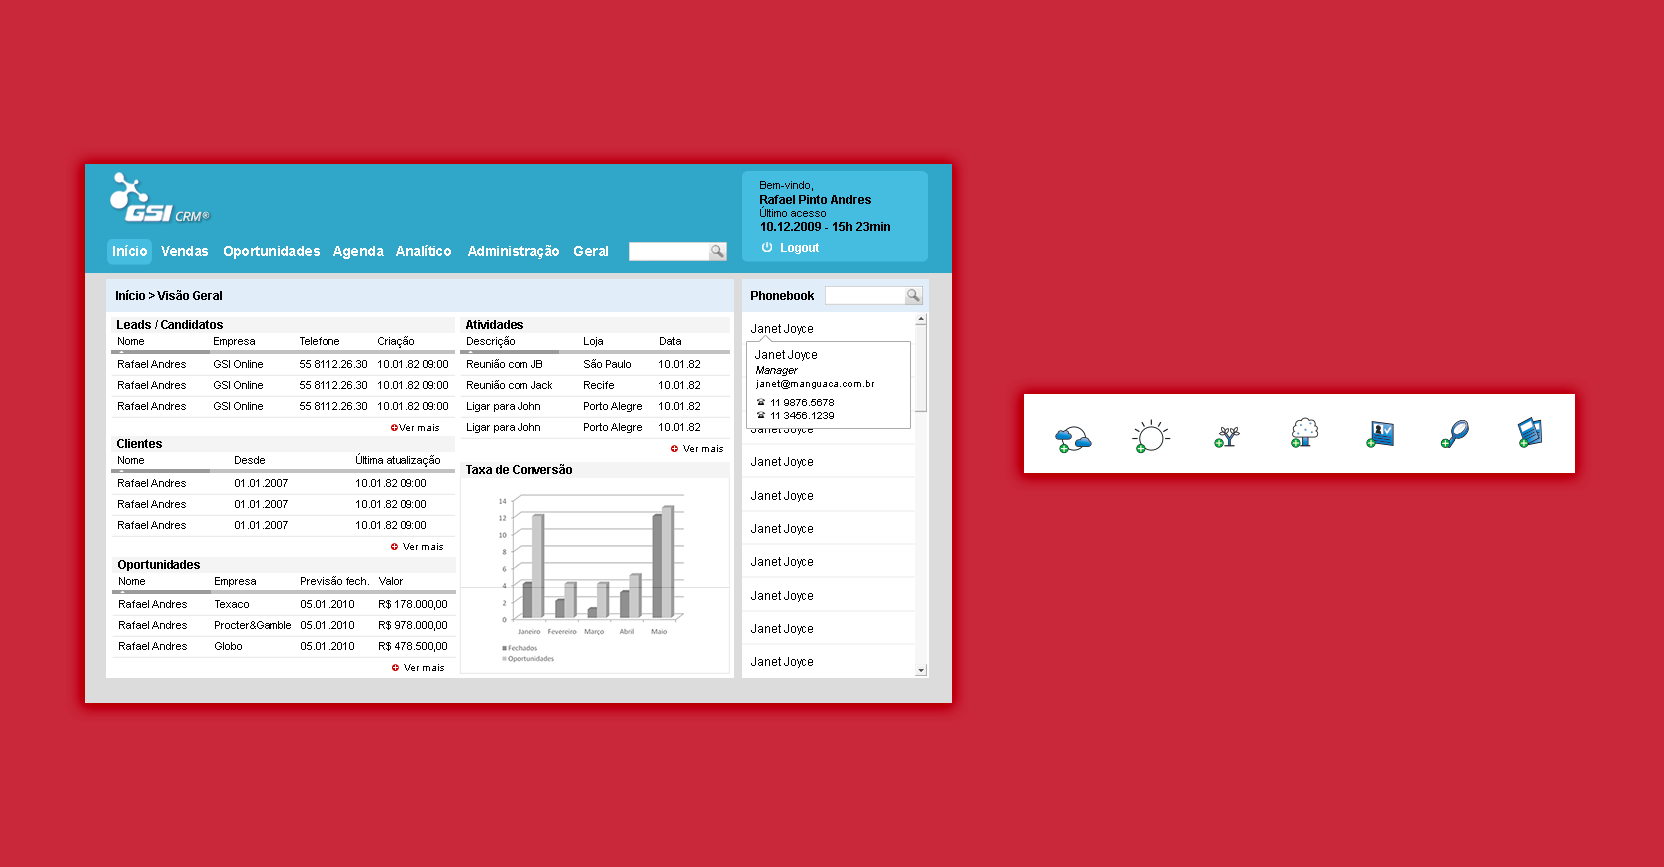 GSI CRM®
Bem-vindo,
Rafael Pinto Andres
Último acesso
10.12.2009 - 15h 23min
Logout
Início Vendas Oportunidades Agenda Analítico Administração Geral
Início > Visão Geral
Leads / Candidatos
Nome Empresa Telefone Criação
Rafael Andres GSI Online 55 8112.26.30 10.01.82 09:00
Rafael Andres GSI Online 55 8112.26.30 10.01.82 09:00
Rafael Andres GSI Online 55 8112.26.30 10.01.82 09:00
Ver mais
Clientes
Nome Desde Última atualização
Rafael Andres 01.01.2007 10.01.82 09:00
Rafael Andres 01.01.2007 10.01.82 09:00
Rafael Andres 01.01.2007 10.01.82 09:00
Ver mais
Oportunidades
Nome Empresa Previsão fech. Valor
Rafael Andres Texaco 05.01.2010 R$ 178.000,00
Rafael Andres Procter&Gamble 05.01.2010 R$ 978.000,00
Rafael Andres Globo 05.01.2010 R$ 478.500,00
Ver mais
Atividades
Descrição Loja Data
Reunião com JB São Paulo 10.01.82
Reunião com Jack Recife 10.01.82
Ligar para John Porto Alegre 10.01.82
Ligar para John Porto Alegre 10.01.82
Ver mais
Taxa de Conversão
14
12
10
8
6
4
2
0
Janeiro Fevereiro Março Abril Maio
Fechados
Oportunidades
Phonebook
Janet Joyce
Janet Joyce
Manager
janet@manguaca.com.br
11 9876.5678
11 3456.1239
Janet Joyce
Janet Joyce
Janet Joyce
Janet Joyce
Janet Joyce
Janet Joyce
Janet Joyce
Janet Joyce